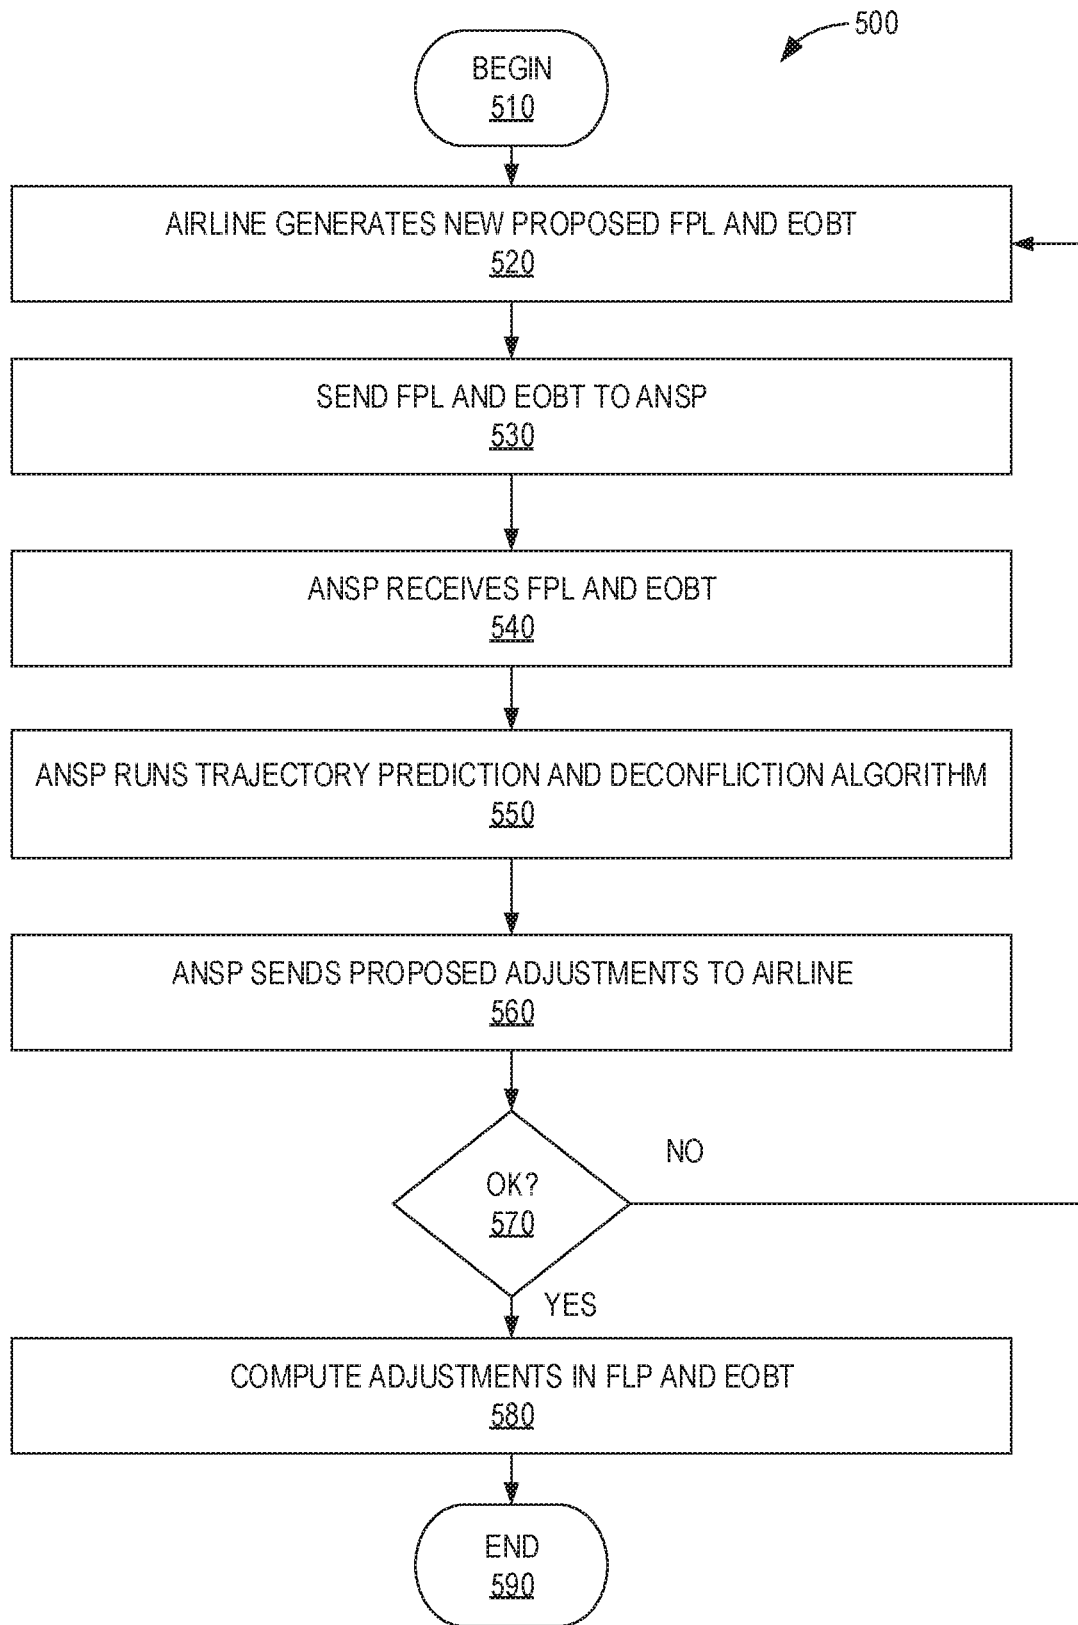 500
BEGIN
510
AIRLINE GENERATES NEW PROPOSED FPL AND EOBT
520
SEND FPL AND EOBT TO ANSP
530
ANSP RECEIVES FPL AND EOBT
540
ANSP RUNS TRAJECTORY PREDICTION AND DECONFLICTION ALGORITHM
550
ANSP SENDS PROPOSED ADJUSTMENTS TO AIRLINE
560
OK?
570
NO
YES
COMPUTE ADJUSTMENTS IN FLP AND EOBT
580
END
590